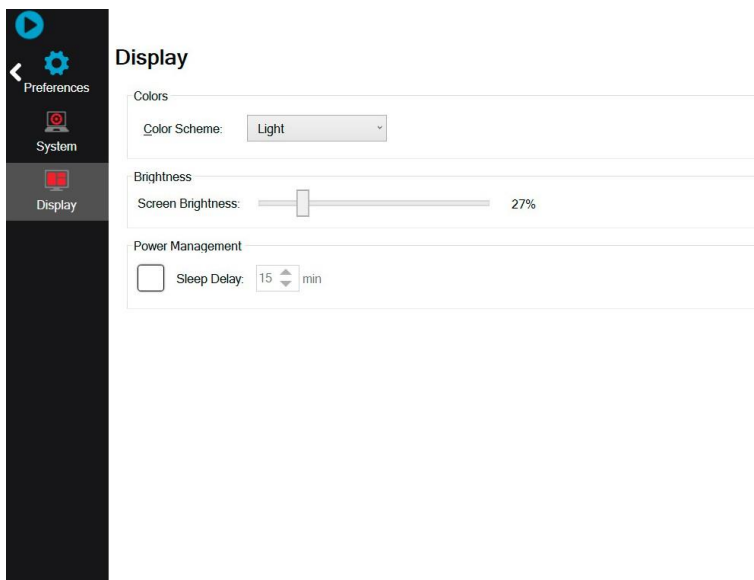 Display
Preferences
System
Display
Colors
Color Scheme: Light
Brightness
Screen Brightness: 27%
Power Management
Sleep Delay: 15 min